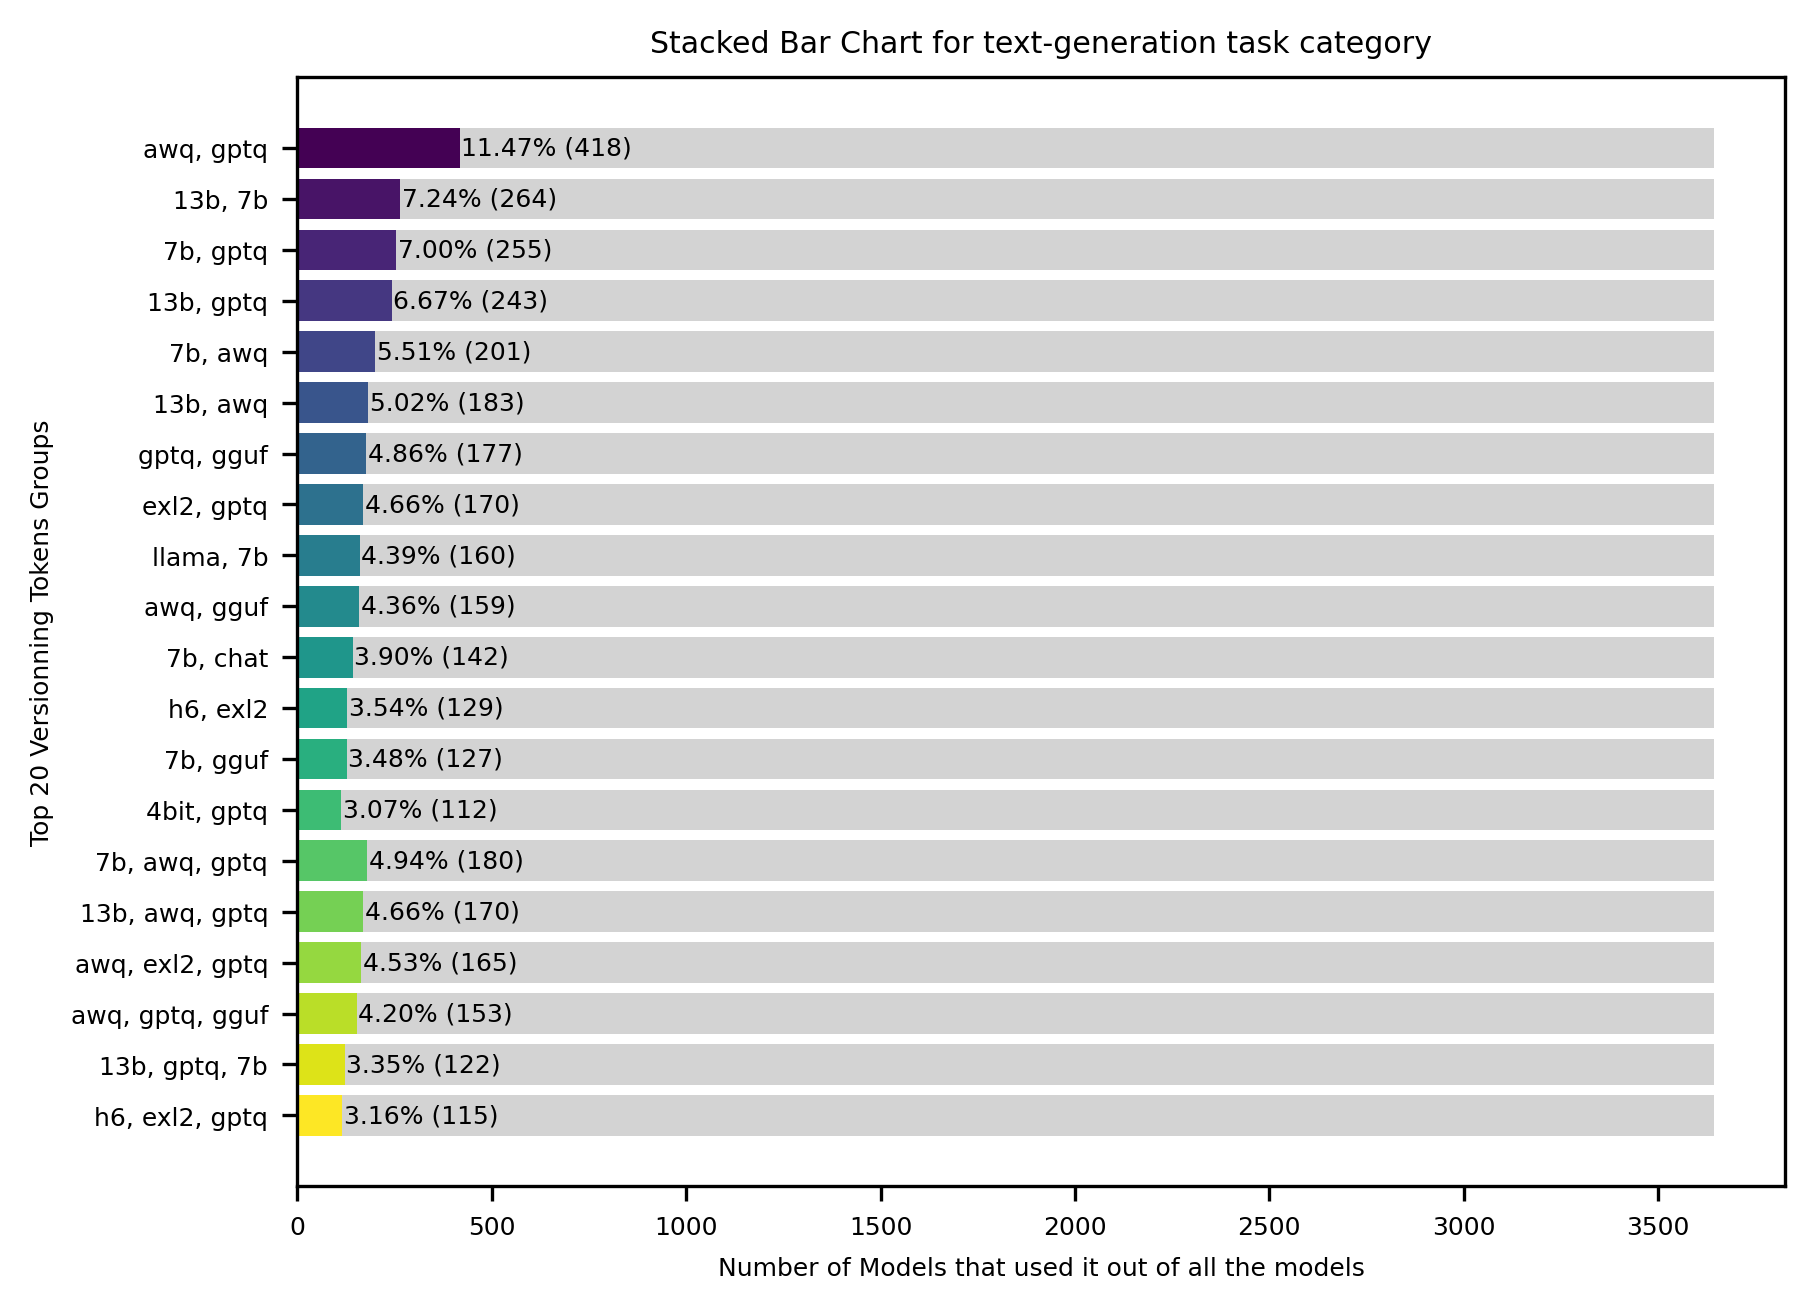 Stacked Bar Chart for text-generation task category
awq, gptq 11.47% (418)
13b, 7b 7.24% (264)
7b, gptq 7.00% (255)
13b, gptq 6.67% (243)
7b, awq 5.51% (201)
13b, awq 5.02% (183)
gptq, gguf 4.86% (177)
exl2, gptq 4.66% (170)
llama, 7b 4.39% (160)
awq, gguf 4.36% (159)
7b, chat 3.90% (142)
h6, exl2 3.54% (129)
7b, gguf 3.48% (127)
4bit, gptq 3.07% (112)
7b, awq, gptq 4.94% (180)
13b, awq, gptq 4.66% (170)
awq, exl2, gptq 4.53% (165)
awq, gptq, gguf 4.20% (153)
13b, gptq, 7b 3.35% (122)
h6, exl2, gptq 3.16% (115)
Top 20 Versionning Tokens Groups
0 500 1000 1500 2000 2500 3000 3500
Number of Models that used it out of all the models